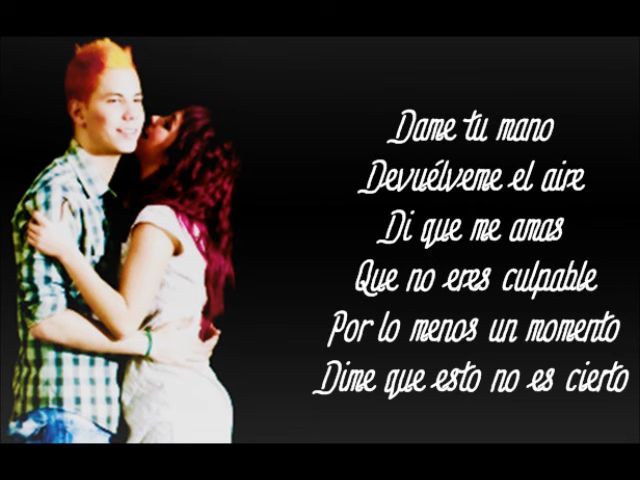 Dame tu mano
Devuélveme el aire
Di que me amas
Que no eres culpable
Por lo menos un momento
Dime que esto no es cierto